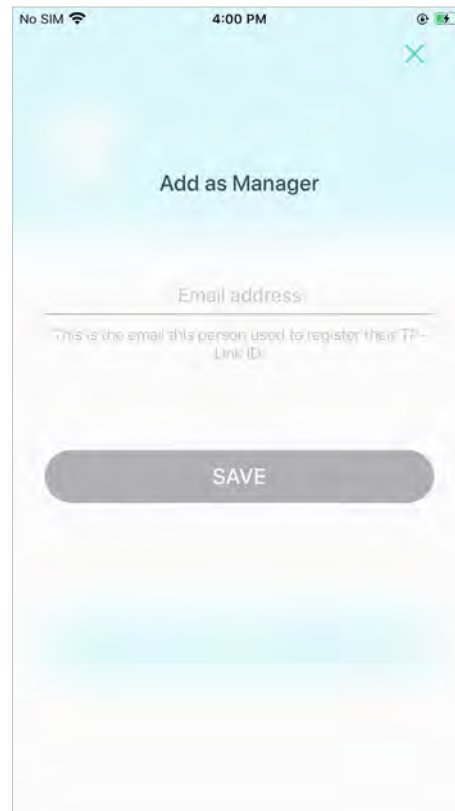 No SIM 4:00 PM
Add as Manager
Email address
This is the email this person used to register their TP-
Link ID
SAVE